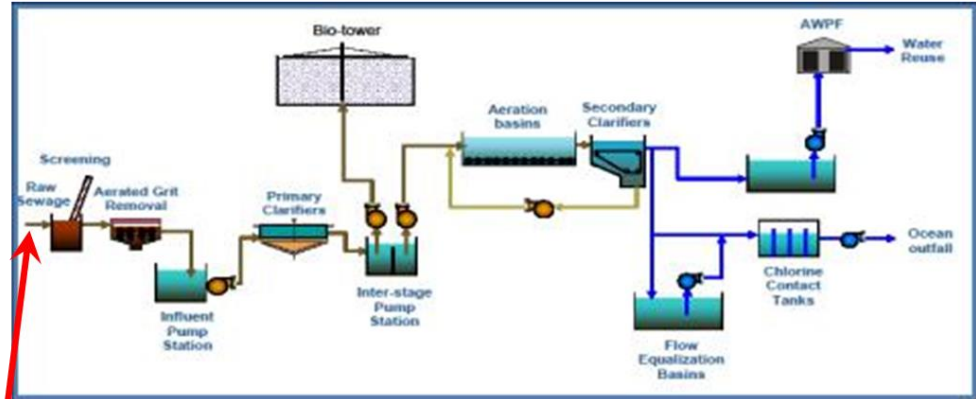 Bio-tower
AWPF
Water
Reuse
Aeration
basins
Secondary
Clarifiers
Screening
Raw
Sewage
Aerated Grit
Removal
Primary
Clarifiers
Influent
Pump
Station
Inter-stage
Pump
Station
Chlorine
Contact
Tanks
Ocean
outfall
Flow
Equalization
Basins